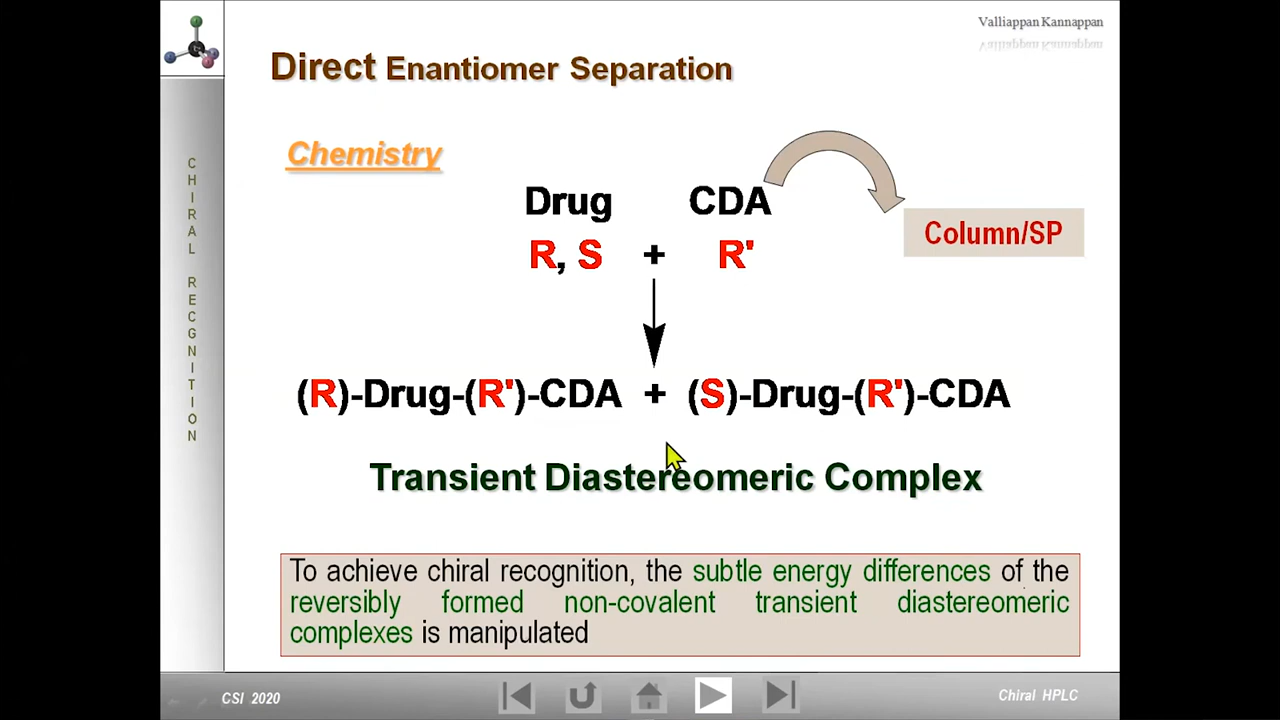 Valliappan Kannappan
Direct Enantiomer Separation
CHIRAL RECGNITION
Chemistry
Drug CDA
R, S + R'
Column/SP
(R)-Drug-(R')-CDA + (S)-Drug-(R')-CDA
Transient Diastereomeric Complex
To achieve chiral recognition, the subtle energy differences of the
reversibly formed non-covalent transient diastereomeric
complexes is manipulated
CSI 2020
Chiral HPLC